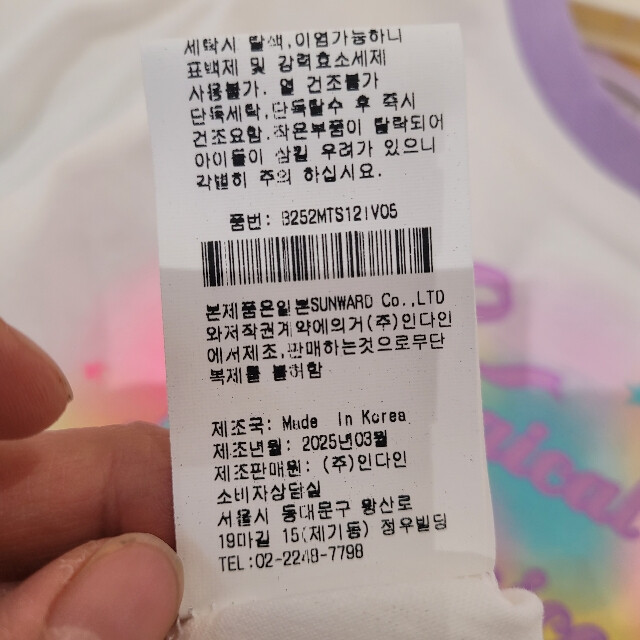 세탁시 탈색,이염가능하니
표백제 및 강력효소세제
사용불가. 열 건조불가
단독세탁,단독탈수 후 즉시
건조요함.작은부품이 탈락되어
아이들이 삼킬 우려가 있으니
각별히 주의 하십시요.
품번: B252MTS121V05
본제품은일본SUNWARD Co.,LTD
와저작권계약에의거(주)인다인
에서제조,판매하는것으로무단
복제를 불허함
제조국: Made In Korea
제조년월: 2025년03월
제조판매원: (주)인다인
소비자상담실
서울시 동대문구 왕산로
19마길 15(제기동) 정우빌딩
TEL:02-2248-7798